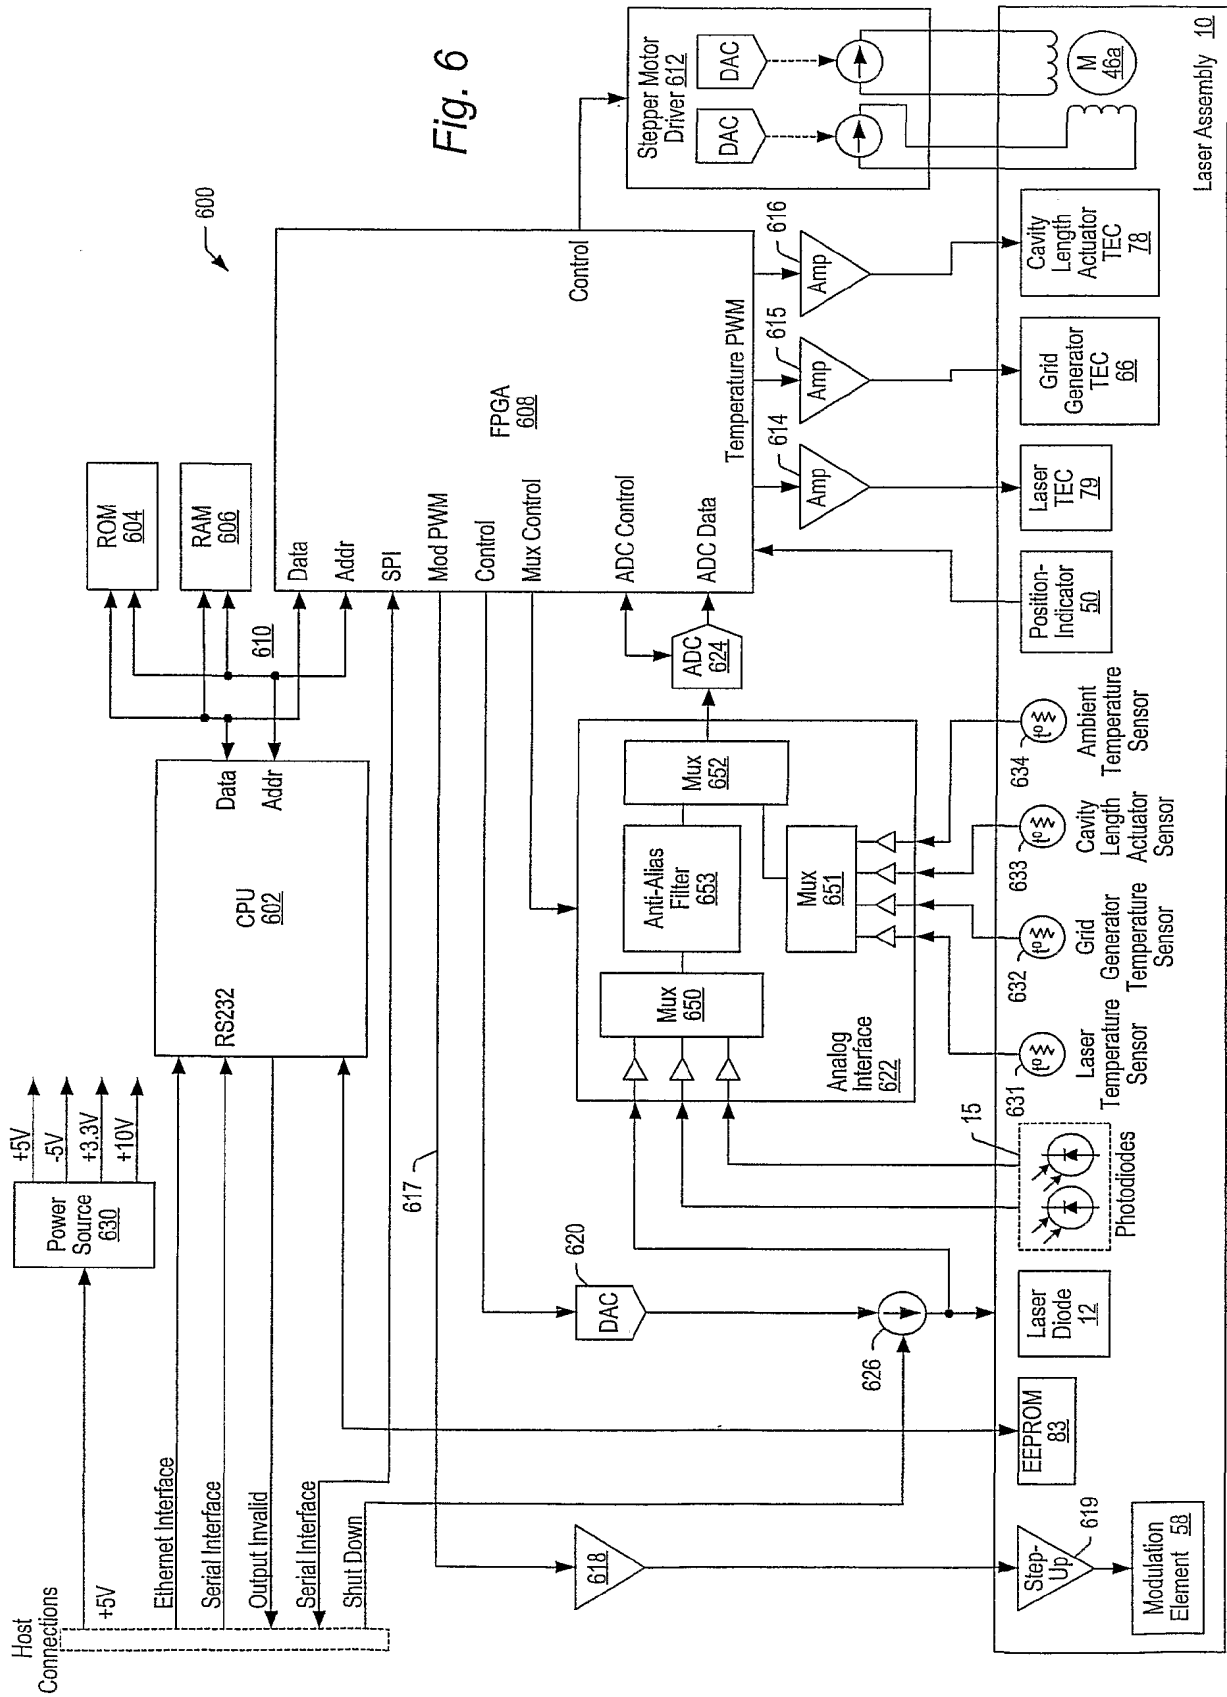 Host
Connections
+5V
Ethernet Interface
Serial Interface
Output Invalid
Serial Interface
Shut Down
Power
Source
630
+5V
-5V
+3.3V
+10V
RS232
CPU
602
Data
Addr
ROM
604
RAM
606
610
600
Fig. 6
Data
Addr
SPI
Mod PWM
Control
Mux Control
ADC Control
ADC Data
FPGA
608
Control
Temperature PWM
617
618
DAC
620
626
Analog
Interface
622
Mux
650
Anti-Alias
Filter
653
Mux
652
Mux
651
ADC
624
Amp
614
Amp
615
Amp
616
Stepper Motor
Driver 612
DAC
DAC
Step-
Up
619
Modulation
Element 58
EEPROM
83
Laser
Diode
12
15
Photodiodes
631
t°
Laser
Temperature
Sensor
632
t°
Grid
Generator
Temperature
Sensor
633
t°
Cavity
Length
Actuator
Sensor
634
t°
Ambient
Temperature
Sensor
Position-
Indicator
50
Laser
TEC
79
Grid
Generator
TEC
66
Cavity
Length
Actuator
TEC
78
M
46a
Laser Assembly 10